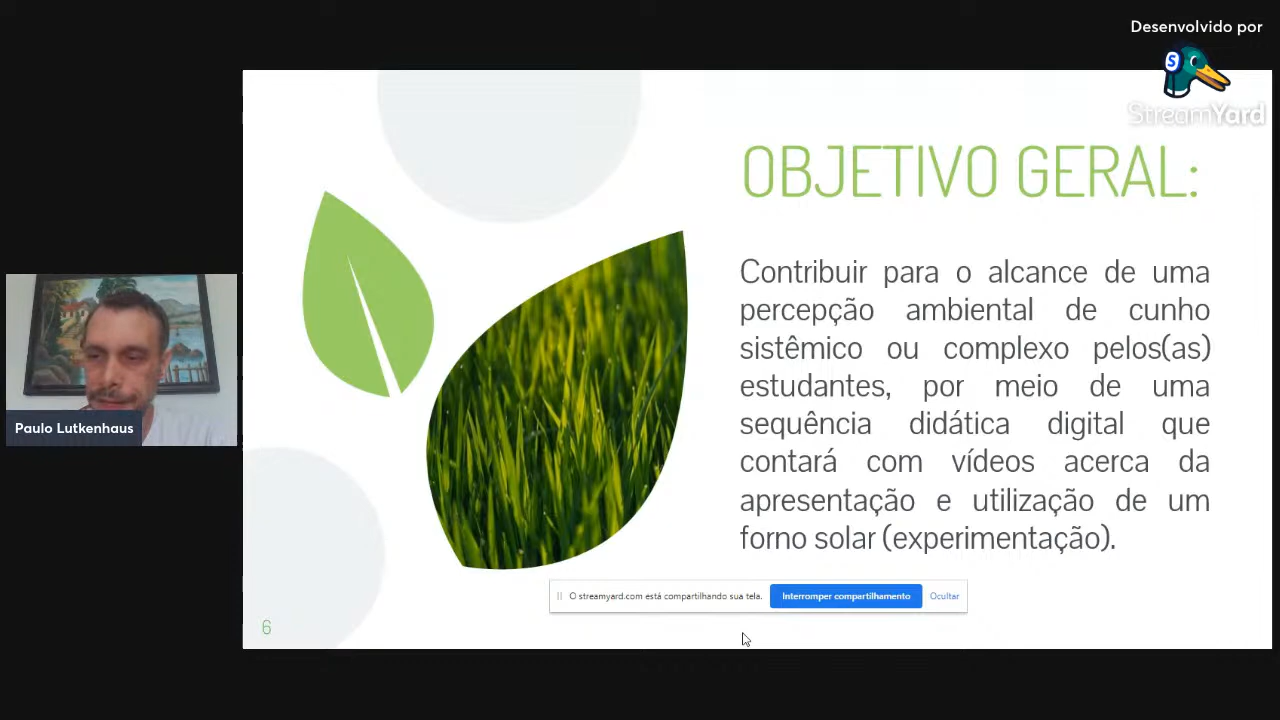 Desenvolvido por
StreamYard
OBJETIVO GERAL:
Contribuir para o alcance de uma
percepção ambiental de cunho
sistêmico ou complexo pelos(as)
estudantes, por meio de uma
sequência didática digital que
contará com vídeos acerca da
apresentação e utilização de um
forno solar (experimentação).
Paulo Lutkenhaus
O streamyard.com está compartilhando sua tela.
Interromper compartilhamento
Ocultar
6